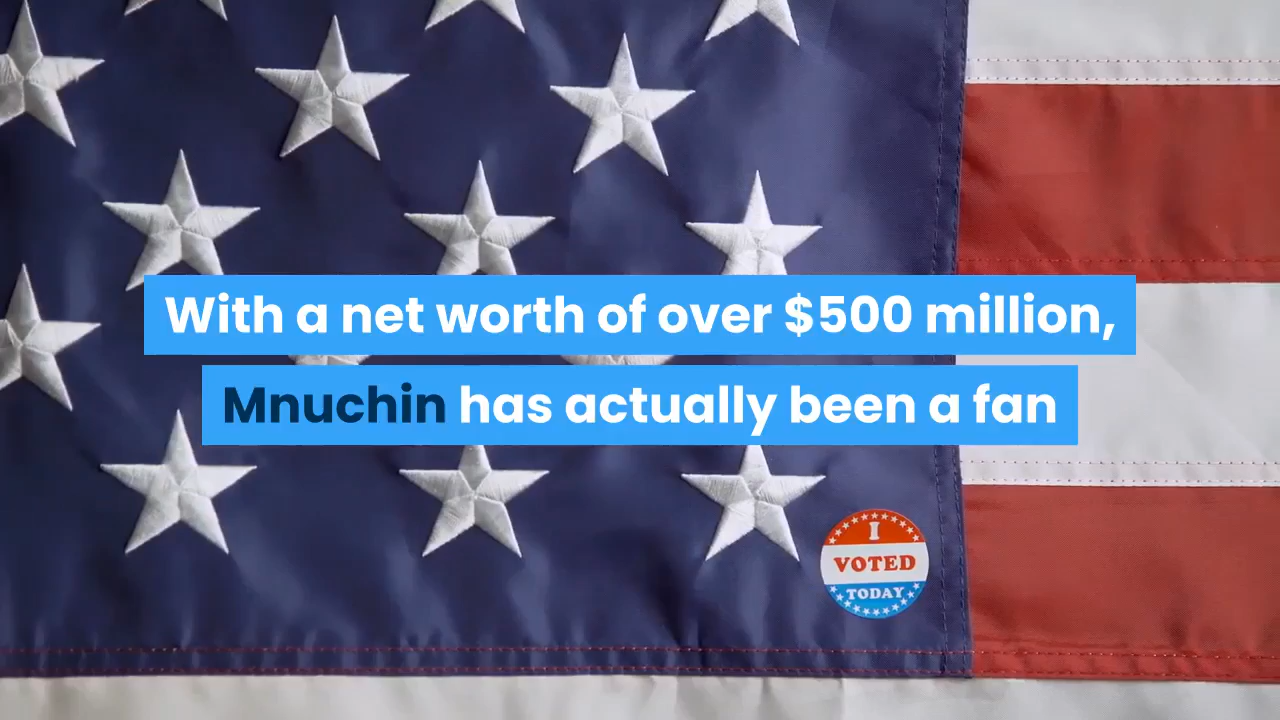 With a net worth of over $500 million,
Mnuchin has actually been a fan
I
VOTED
TODAY